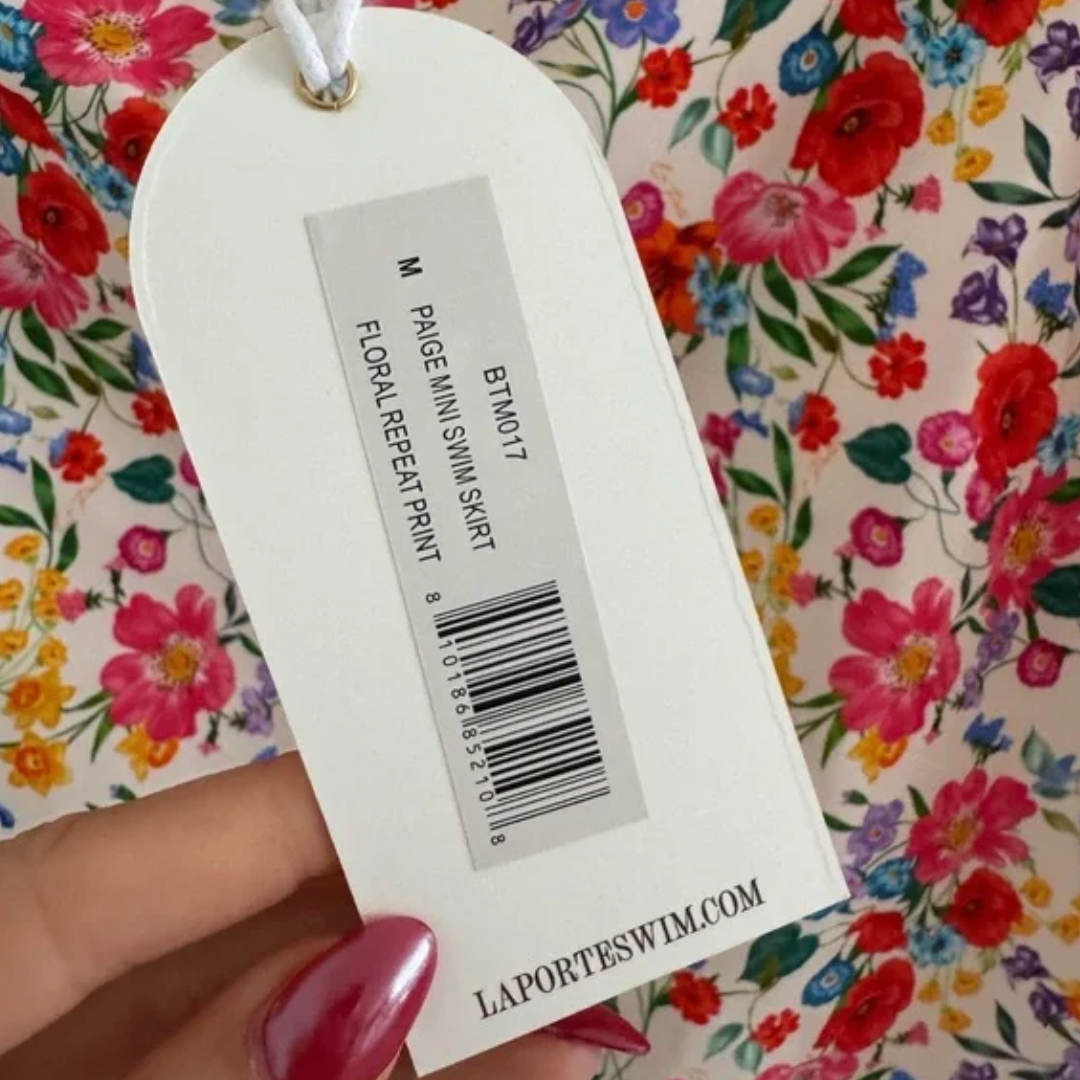 BTM017
M PAIGE MINI SWIM SKIRT
FLORAL REPEAT PRINT
8 10186 85210 8
LAPORTESWIM.COM